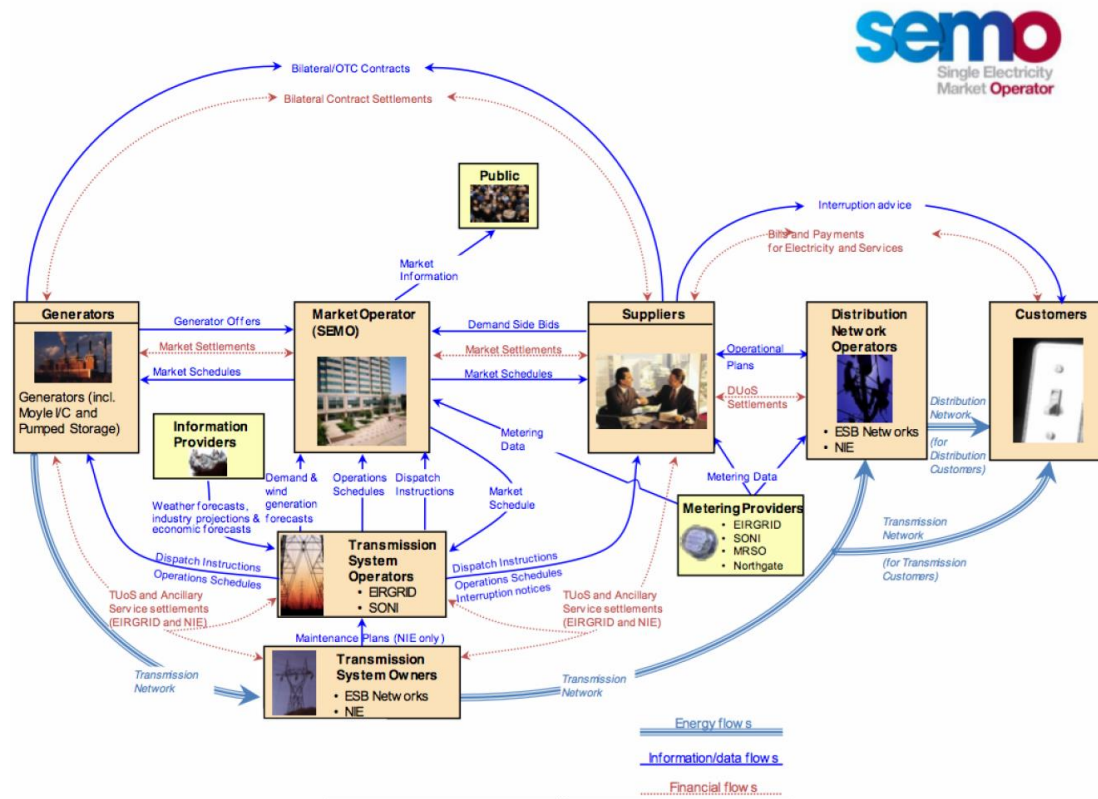 semo
Single Electricity
Market Operator
Bilateral/OTC Contracts
Bilateral Contract Settlements
Public
Market
Information
Interruption advice
Bills and Payments
for Electricity and Services
Generators
Generators (incl.
Moyle I/C and
Pumped Storage)
Generator Offers
Market Settlements
Market Schedules
Market Operator
(SEMO)
Demand Side Bids
Market Settlements
Market Schedules
Suppliers
Operational
Plans
DUoS
Settlements
Distribution
Network
Operators
• ESB Networks
• NIE
Distribution
Network
(for
Distribution
Customers)
Customers
Information
Providers
Weather forecasts,
industry projections &
economic forecasts
Demand &
wind
generation
forecasts
Operations
Schedules
Dispatch
Instructions
Market
Schedule
Metering
Data
Metering Data
Metering Providers
• EIRGRID
• SONI
• MRSO
• Northgate
Transmission
Network
(for Transmission
Customers)
Dispatch Instructions
Operations Schedules
Transmission
System
Operators
• EIRGRID
• SONI
Dispatch Instructions
Operations Schedules
Interruption notices
TUoS and Ancillary
Service settlements
(EIRGRID and NIE)
TUoS and Ancillary
Service settlements
(EIRGRID and NIE)
Maintenance Plans (NIE only)
Transmission
System Owners
• ESB Networks
• NIE
Transmission
Network
Transmission
Network
Energy flows
Information/data flows
Financial flows